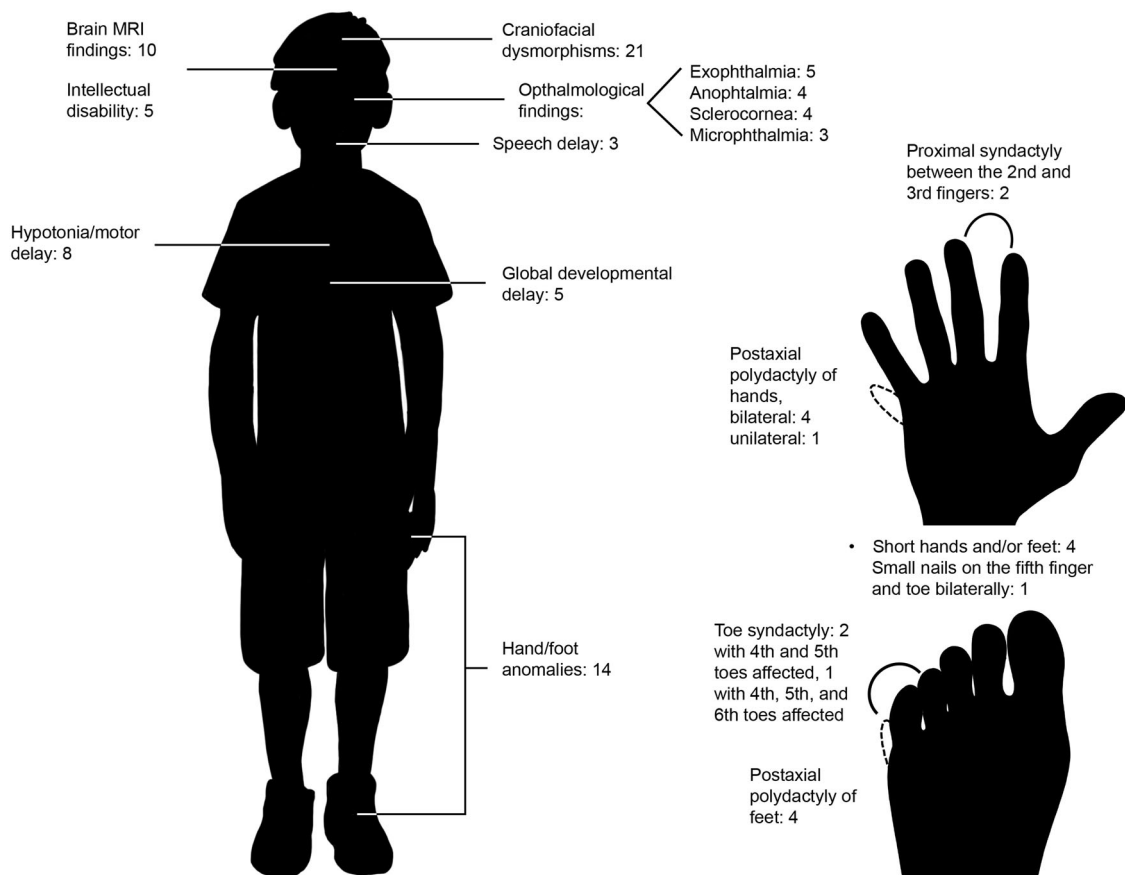 Brain MRI
findings: 10
Intellectual
disability: 5
Craniofacial
dysmorphisms: 21
Opthalmological
findings:
Exophthalmia: 5
Anophtalmia: 4
Sclerocornea: 4
Microphthalmia: 3
Speech delay: 3
Hypotonia/motor
delay: 8
Global developmental
delay: 5
Hand/foot
anomalies: 14
Proximal syndactyly
between the 2nd and
3rd fingers: 2
Postaxial
polydactyly of
hands,
bilateral: 4
unilateral: 1
• Short hands and/or feet: 4
Small nails on the fifth finger
and toe bilaterally: 1
Toe syndactyly: 2
with 4th and 5th
toes affected, 1
with 4th, 5th, and
6th toes affected
Postaxial
polydactyly of
feet: 4